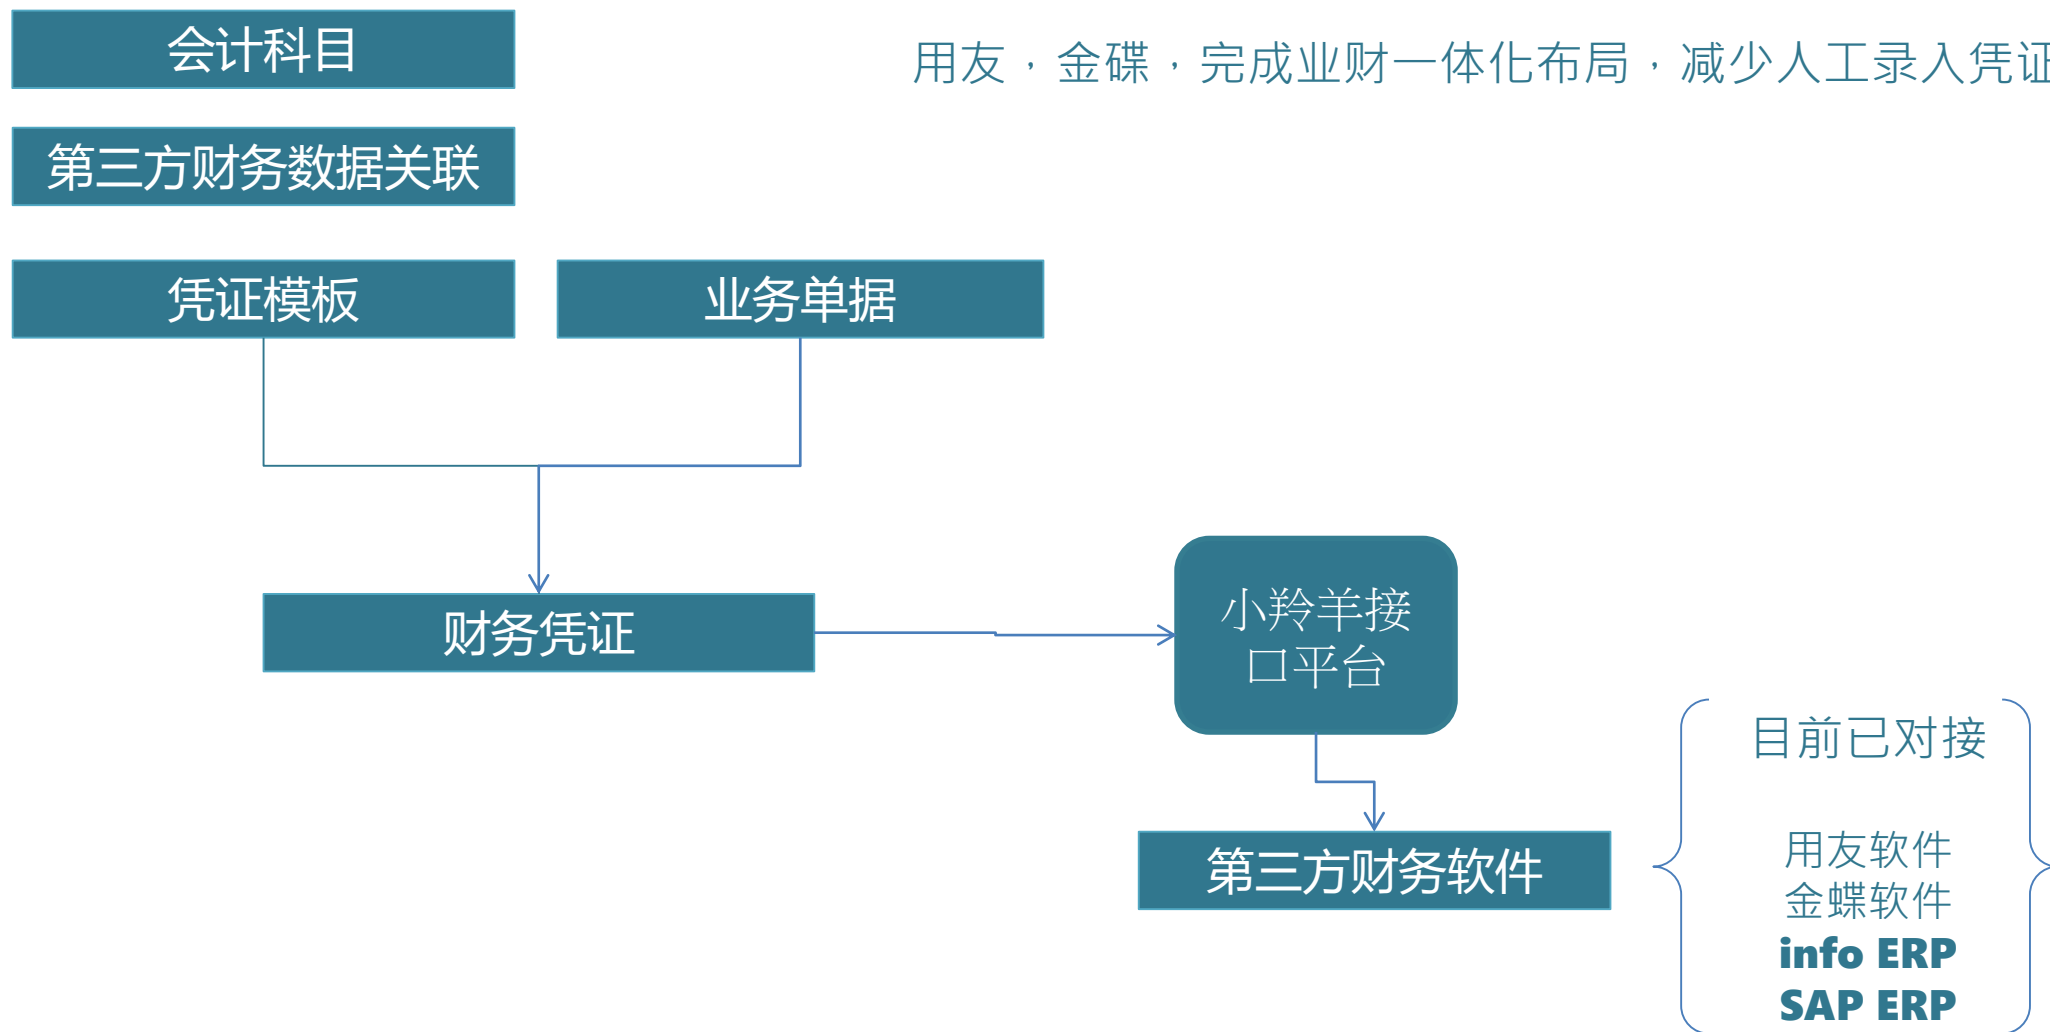 会计科目
用友，金碟，完成业财一体化布局，减少人工录入凭证
第三方财务数据关联
凭证模板
业务单据
财务凭证
小羚羊接
口平台
第三方财务软件
目前已对接
用友软件
金蝶软件
info ERP
SAP ERP